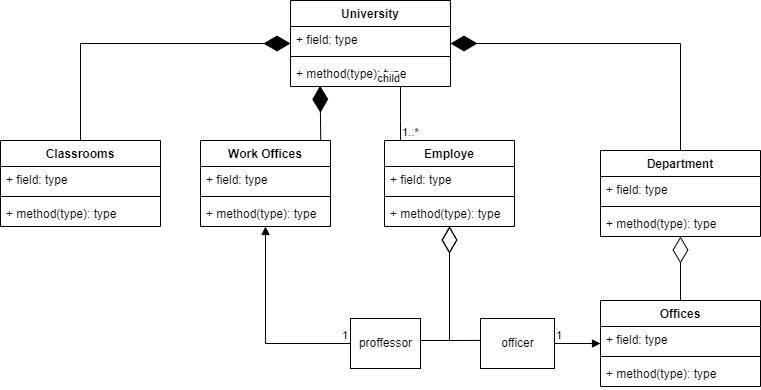 University
+ field: type
+ method(type): type
child
1..*
Classrooms
+ field: type
+ method(type): type
Work Offices
+ field: type
+ method(type): type
Employe
+ field: type
+ method(type): type
Department
+ field: type
+ method(type): type
1
proffessor
officer
1
Offices
+ field: type
+ method(type): type